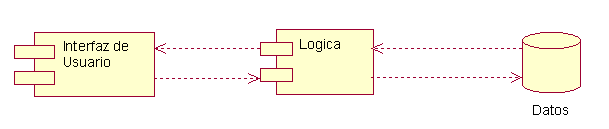 Interfaz de
Usuario
Logica
Datos